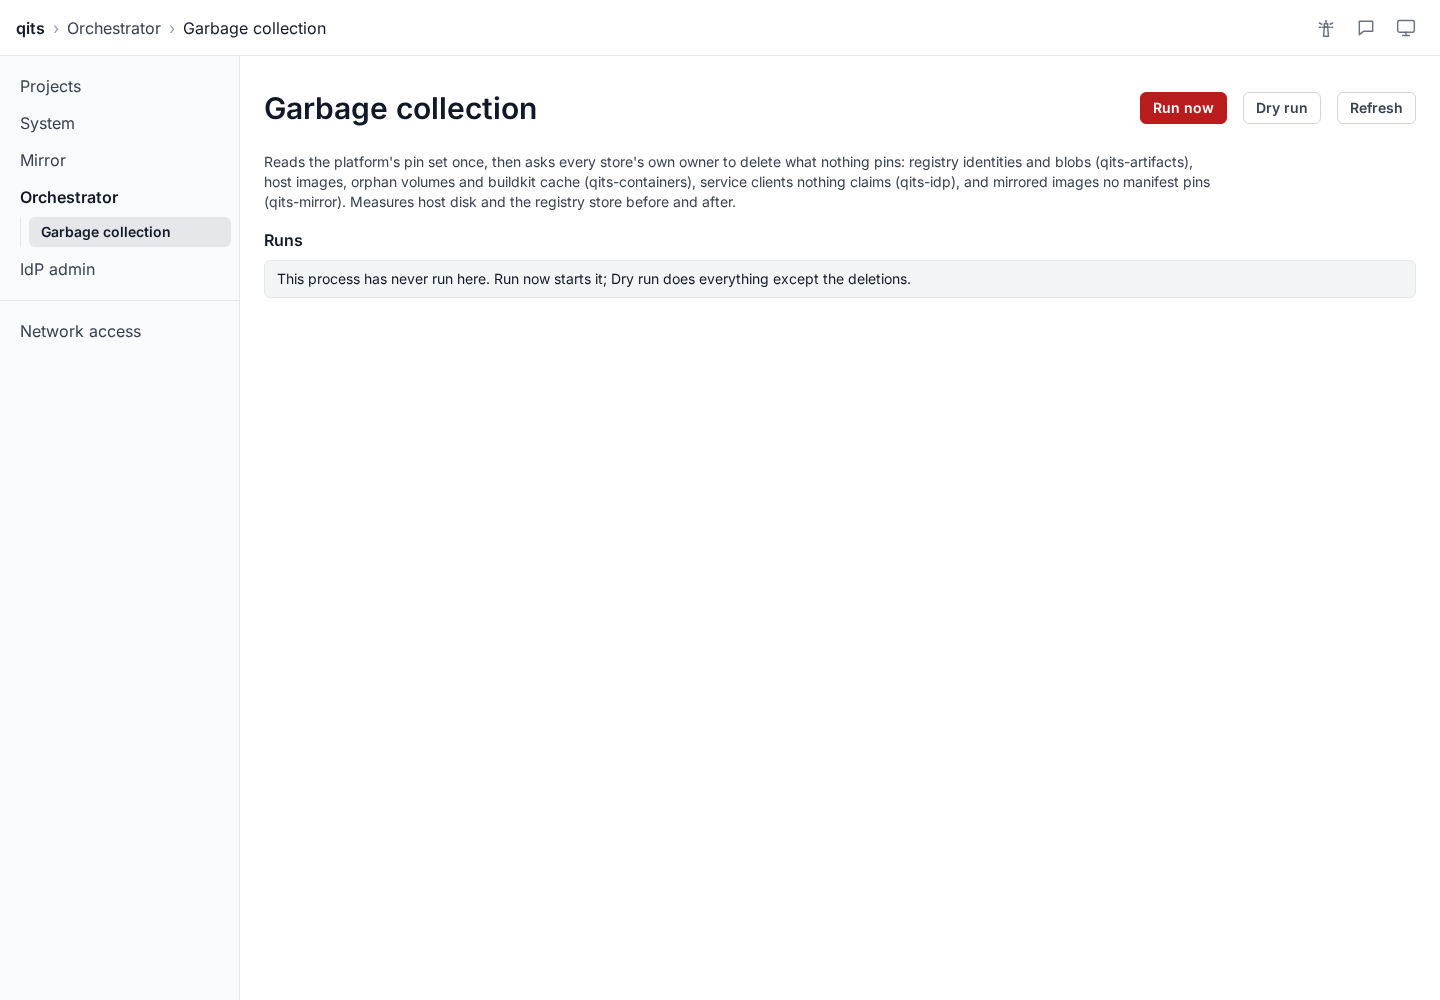 qits › Orchestrator › Garbage collection
Projects
System
Mirror
Orchestrator
Garbage collection
IdP admin
Network access
Garbage collection
Run now
Dry run
Refresh
Reads the platform's pin set once, then asks every store's own owner to delete what nothing pins: registry identities and blobs (qits-artifacts),
host images, orphan volumes and buildkit cache (qits-containers), service clients nothing claims (qits-idp), and mirrored images no manifest pins
(qits-mirror). Measures host disk and the registry store before and after.
Runs
This process has never run here. Run now starts it; Dry run does everything except the deletions.